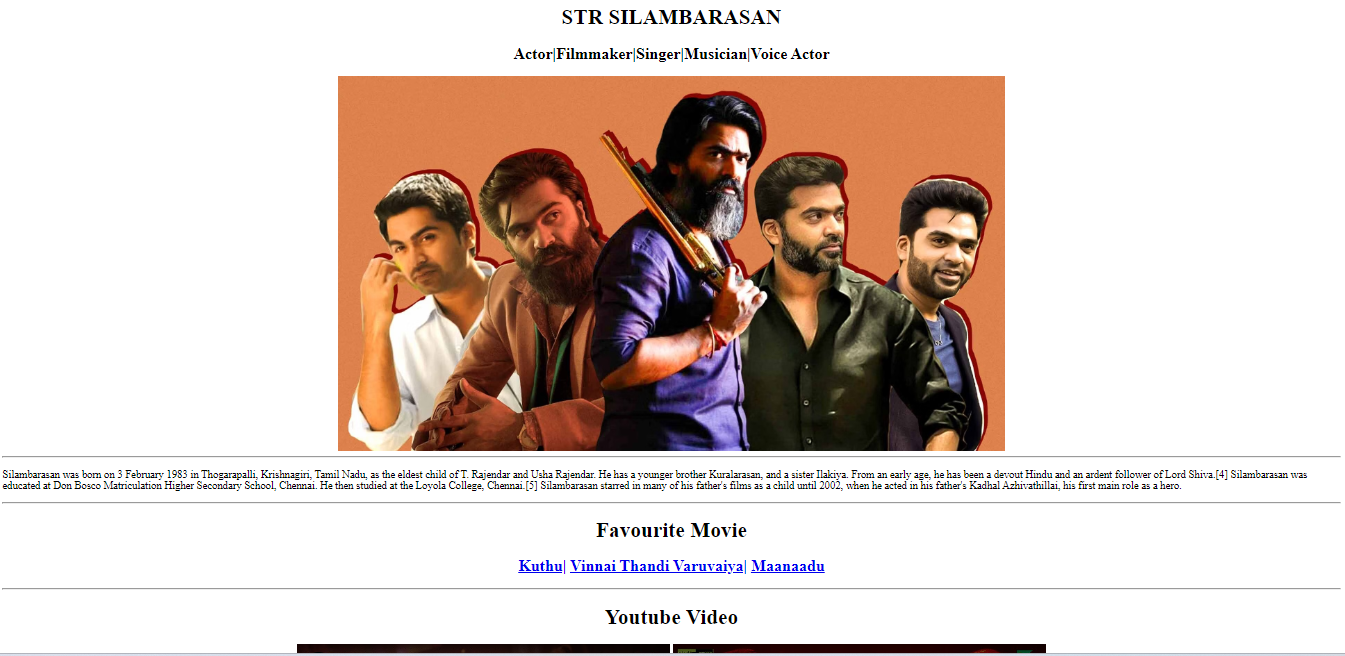 STR SILAMBARASAN
Actor|Filmmaker|Singer|Musician|Voice Actor
Silambarasan was born on 3 February 1983 in Thogarapalli, Krishnagiri, Tamil Nadu, as the eldest child of T. Rajendar and Usha Rajendar. He has a younger brother Kuralarasan, and a sister Ilakiya. From an early age, he has been a devout Hindu and an ardent follower of Lord Shiva.[4] Silambarasan was
educated at Don Bosco Matriculation Higher Secondary School, Chennai. He then studied at the Loyola College, Chennai.[5] Silambarasan starred in many of his father's films as a child until 2002, when he acted in his father's Kadhal Azhivathillai, his first main role as a hero.
Favourite Movie
Kuthu| Vinnai Thandi Varuvaiya| Maanaadu
Youtube Video